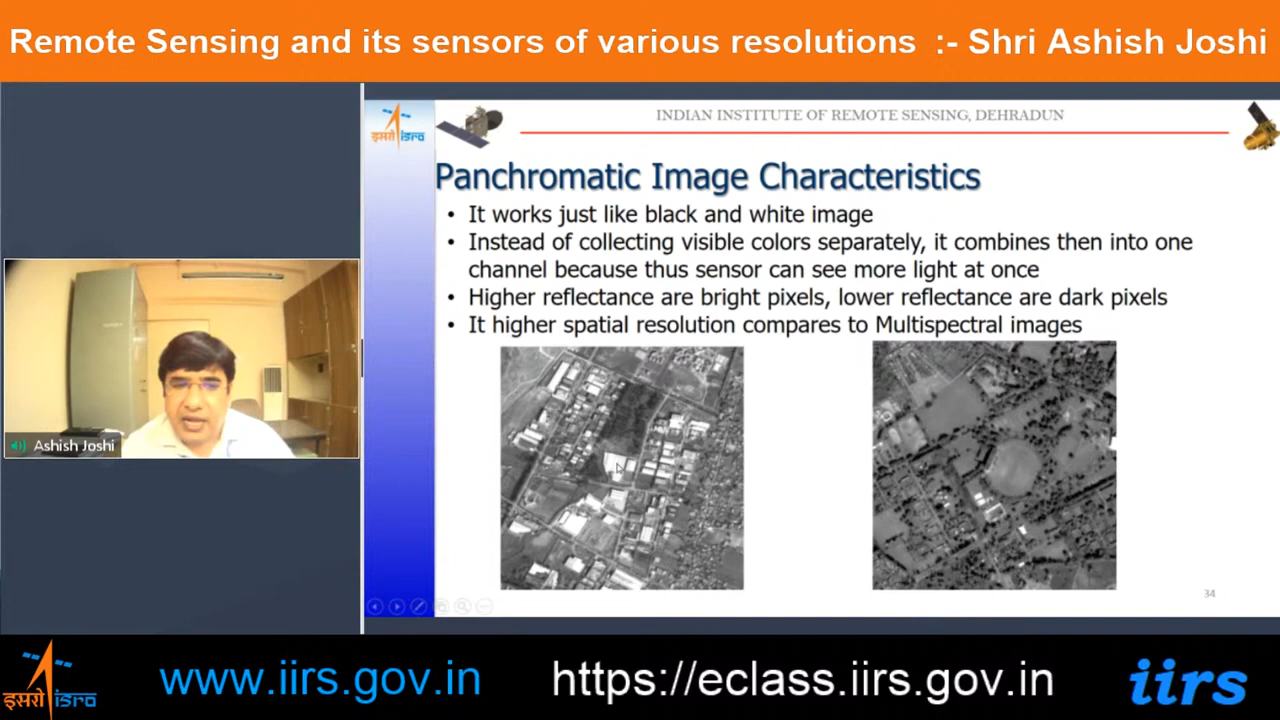 Remote Sensing and its sensors of various resolutions :- Shri Ashish Joshi
इसरो isro
INDIAN INSTITUTE OF REMOTE SENSING, DEHRADUN
Panchromatic Image Characteristics
• It works just like black and white image
• Instead of collecting visible colors separately, it combines then into one
channel because thus sensor can see more light at once
• Higher reflectance are bright pixels, lower reflectance are dark pixels
• It higher spatial resolution compares to Multispectral images
Ashish Joshi
34
इसरो isro
www.iirs.gov.in
https://eclass.iirs.gov.in
iirs